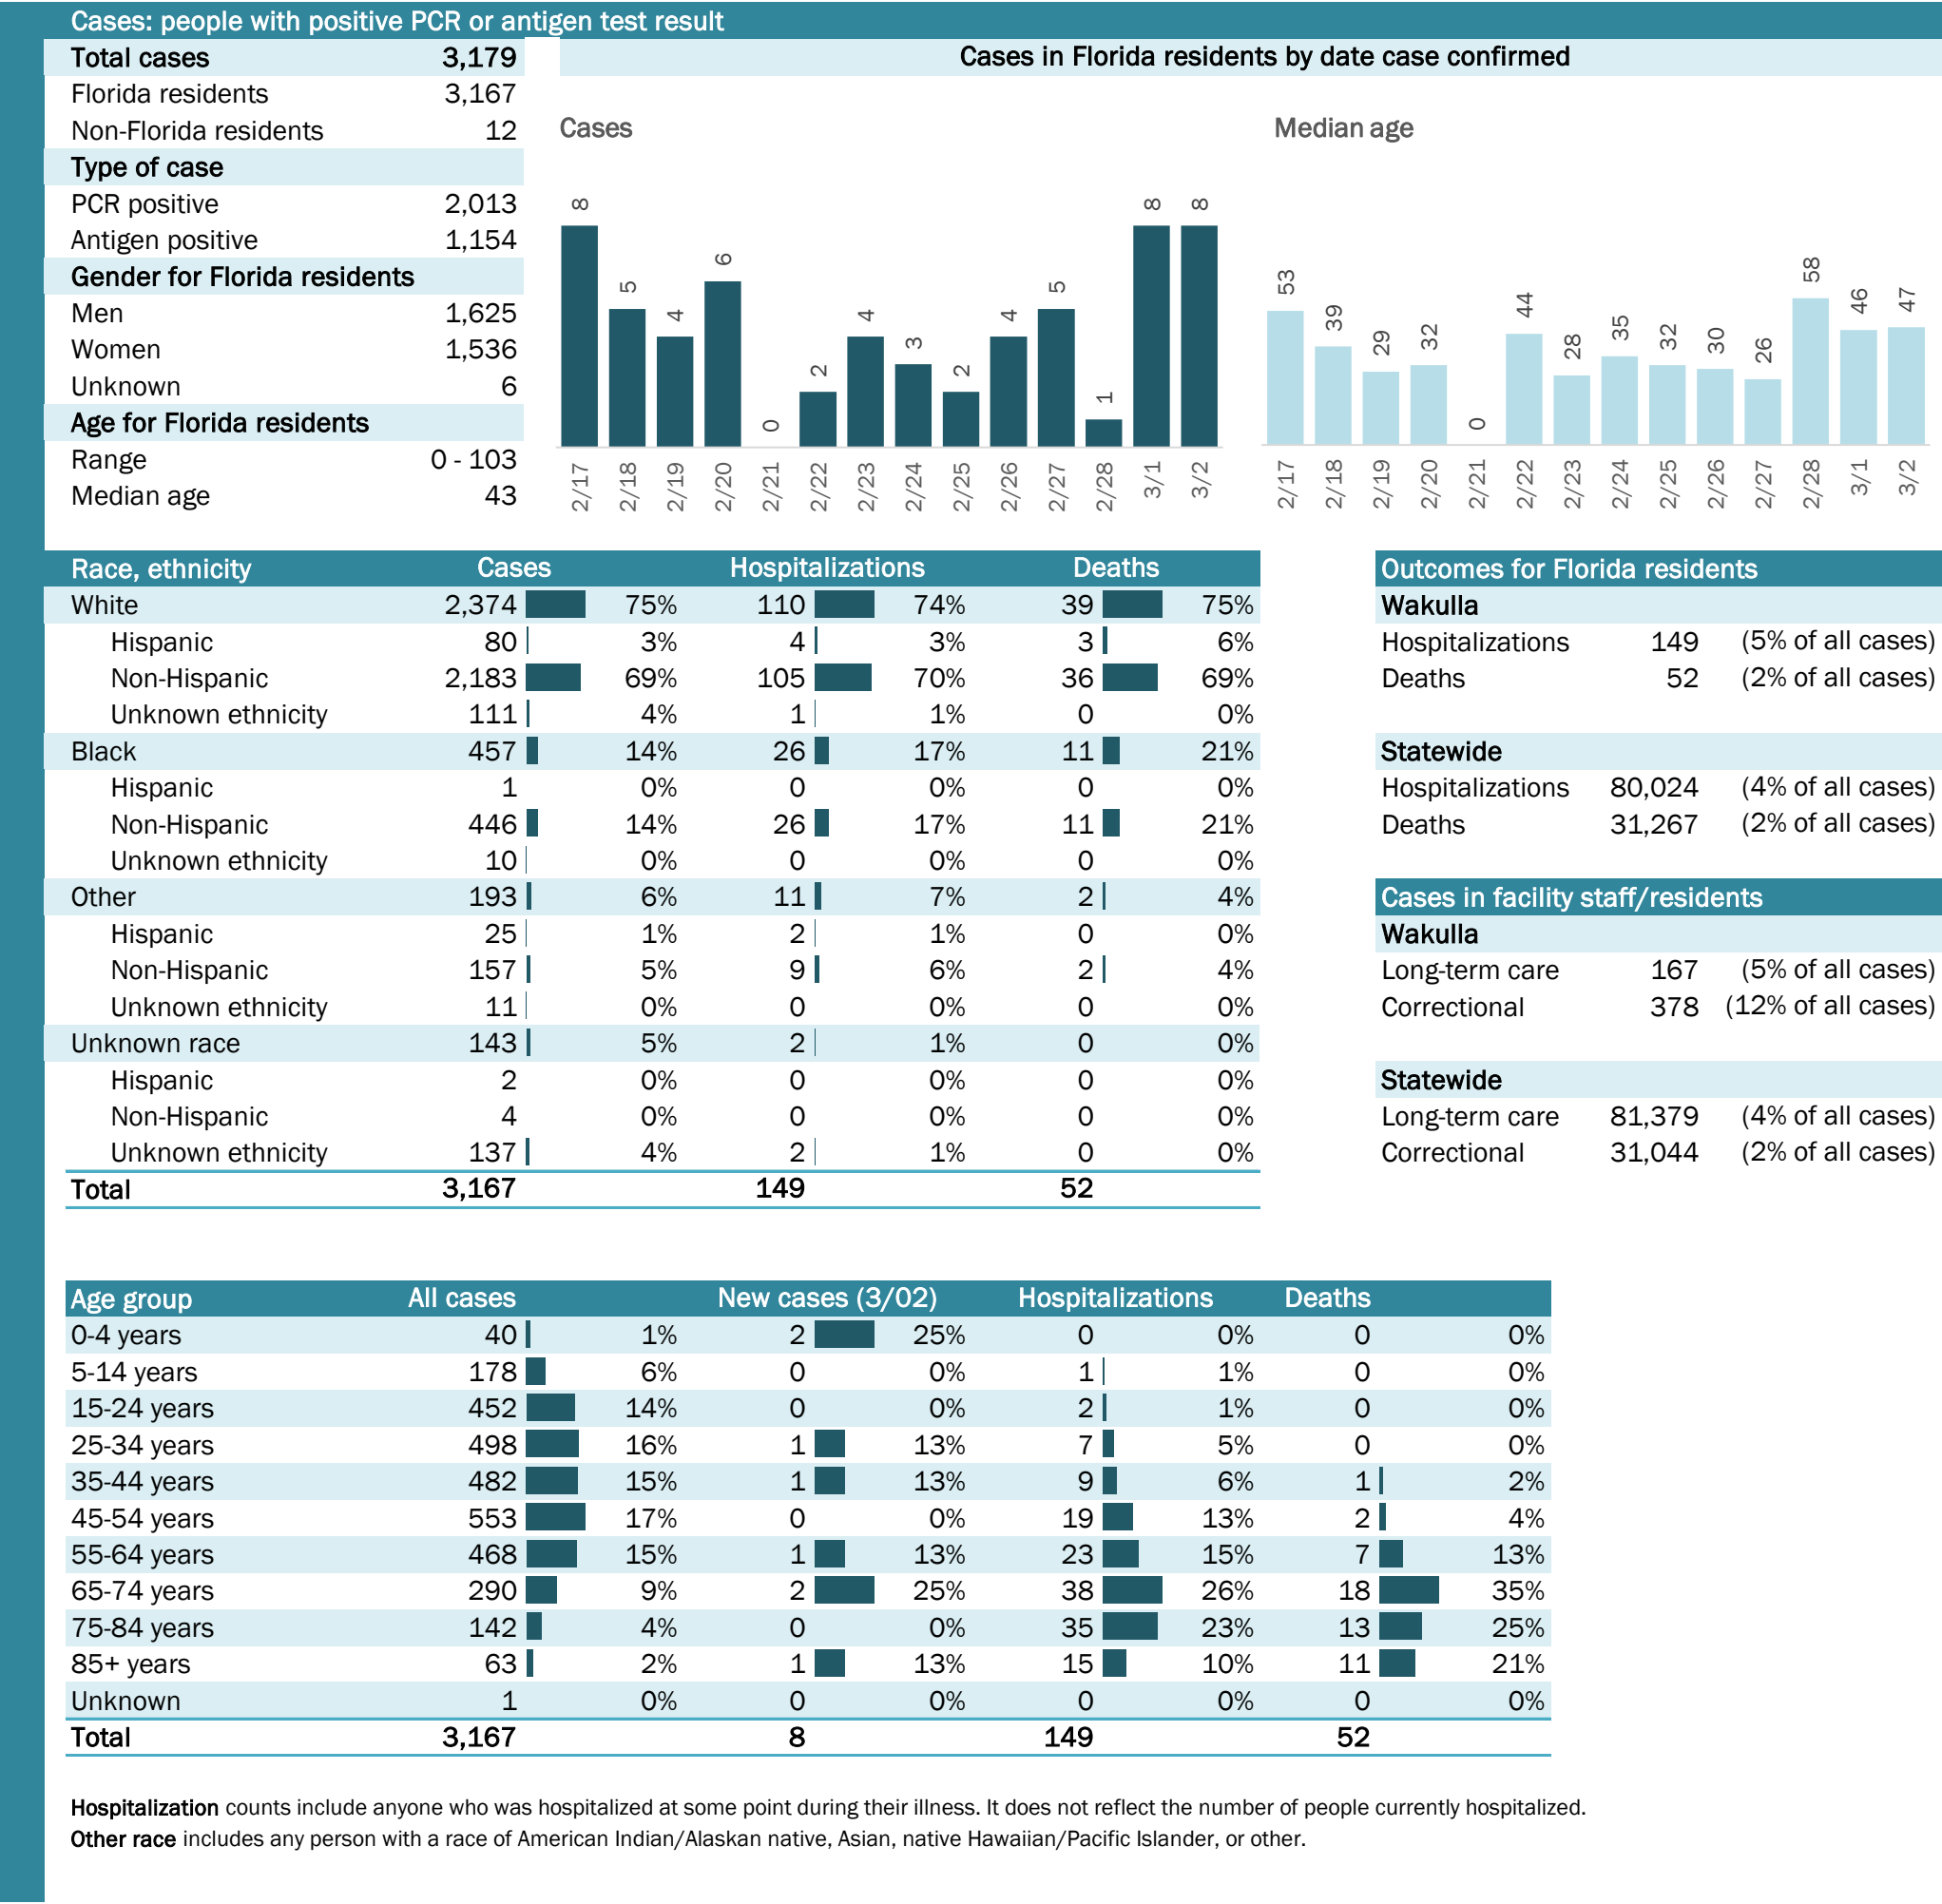 Cases: people with positive PCR or antigen test result
Total cases 3,179
Florida residents 3,167
Non-Florida residents 12
Type of case
PCR positive 2,013
Antigen positive 1,154
Gender for Florida residents
Men 1,625
Women 1,536
Unknown 6
Age for Florida residents
Range 0 - 103
Median age 43
Cases in Florida residents by date case confirmed
Cases
8 5 4 6 0 2 4 3 2 4 5 1 8 8
2/17 2/18 2/19 2/20 2/21 2/22 2/23 2/24 2/25 2/26 2/27 2/28 3/1 3/2
Median age
53 39 29 32 0 44 28 35 32 30 26 58 46 47
2/17 2/18 2/19 2/20 2/21 2/22 2/23 2/24 2/25 2/26 2/27 2/28 3/1 3/2
Race, ethnicity Cases Hospitalizations Deaths
White 2,374 75% 110 74% 39 75%
Hispanic 80 3% 4 3% 3 6%
Non-Hispanic 2,183 69% 105 70% 36 69%
Unknown ethnicity 111 4% 1 1% 0 0%
Black 457 14% 26 17% 11 21%
Hispanic 1 0% 0 0% 0 0%
Non-Hispanic 446 14% 26 17% 11 21%
Unknown ethnicity 10 0% 0 0% 0 0%
Other 193 6% 11 7% 2 4%
Hispanic 25 1% 2 1% 0 0%
Non-Hispanic 157 5% 9 6% 2 4%
Unknown ethnicity 11 0% 0 0% 0 0%
Unknown race 143 5% 2 1% 0 0%
Hispanic 2 0% 0 0% 0 0%
Non-Hispanic 4 0% 0 0% 0 0%
Unknown ethnicity 137 4% 2 1% 0 0%
Total 3,167 149 52
Outcomes for Florida residents
Wakulla
Hospitalizations 149 (5% of all cases)
Deaths 52 (2% of all cases)
Statewide
Hospitalizations 80,024 (4% of all cases)
Deaths 31,267 (2% of all cases)
Cases in facility staff/residents
Wakulla
Long-term care 167 (5% of all cases)
Correctional 378 (12% of all cases)
Statewide
Long-term care 81,379 (4% of all cases)
Correctional 31,044 (2% of all cases)
Age group All cases New cases (3/02) Hospitalizations Deaths
0-4 years 40 1% 2 25% 0 0% 0 0%
5-14 years 178 6% 0 0% 1 1% 0 0%
15-24 years 452 14% 0 0% 2 1% 0 0%
25-34 years 498 16% 1 13% 7 5% 0 0%
35-44 years 482 15% 1 13% 9 6% 1 2%
45-54 years 553 17% 0 0% 19 13% 2 4%
55-64 years 468 15% 1 13% 23 15% 7 13%
65-74 years 290 9% 2 25% 38 26% 18 35%
75-84 years 142 4% 0 0% 35 23% 13 25%
85+ years 63 2% 1 13% 15 10% 11 21%
Unknown 1 0% 0 0% 0 0% 0 0%
Total 3,167 8 149 52
Hospitalization counts include anyone who was hospitalized at some point during their illness. It does not reflect the number of people currently hospitalized.
Other race includes any person with a race of American Indian/Alaskan native, Asian, native Hawaiian/Pacific Islander, or other.